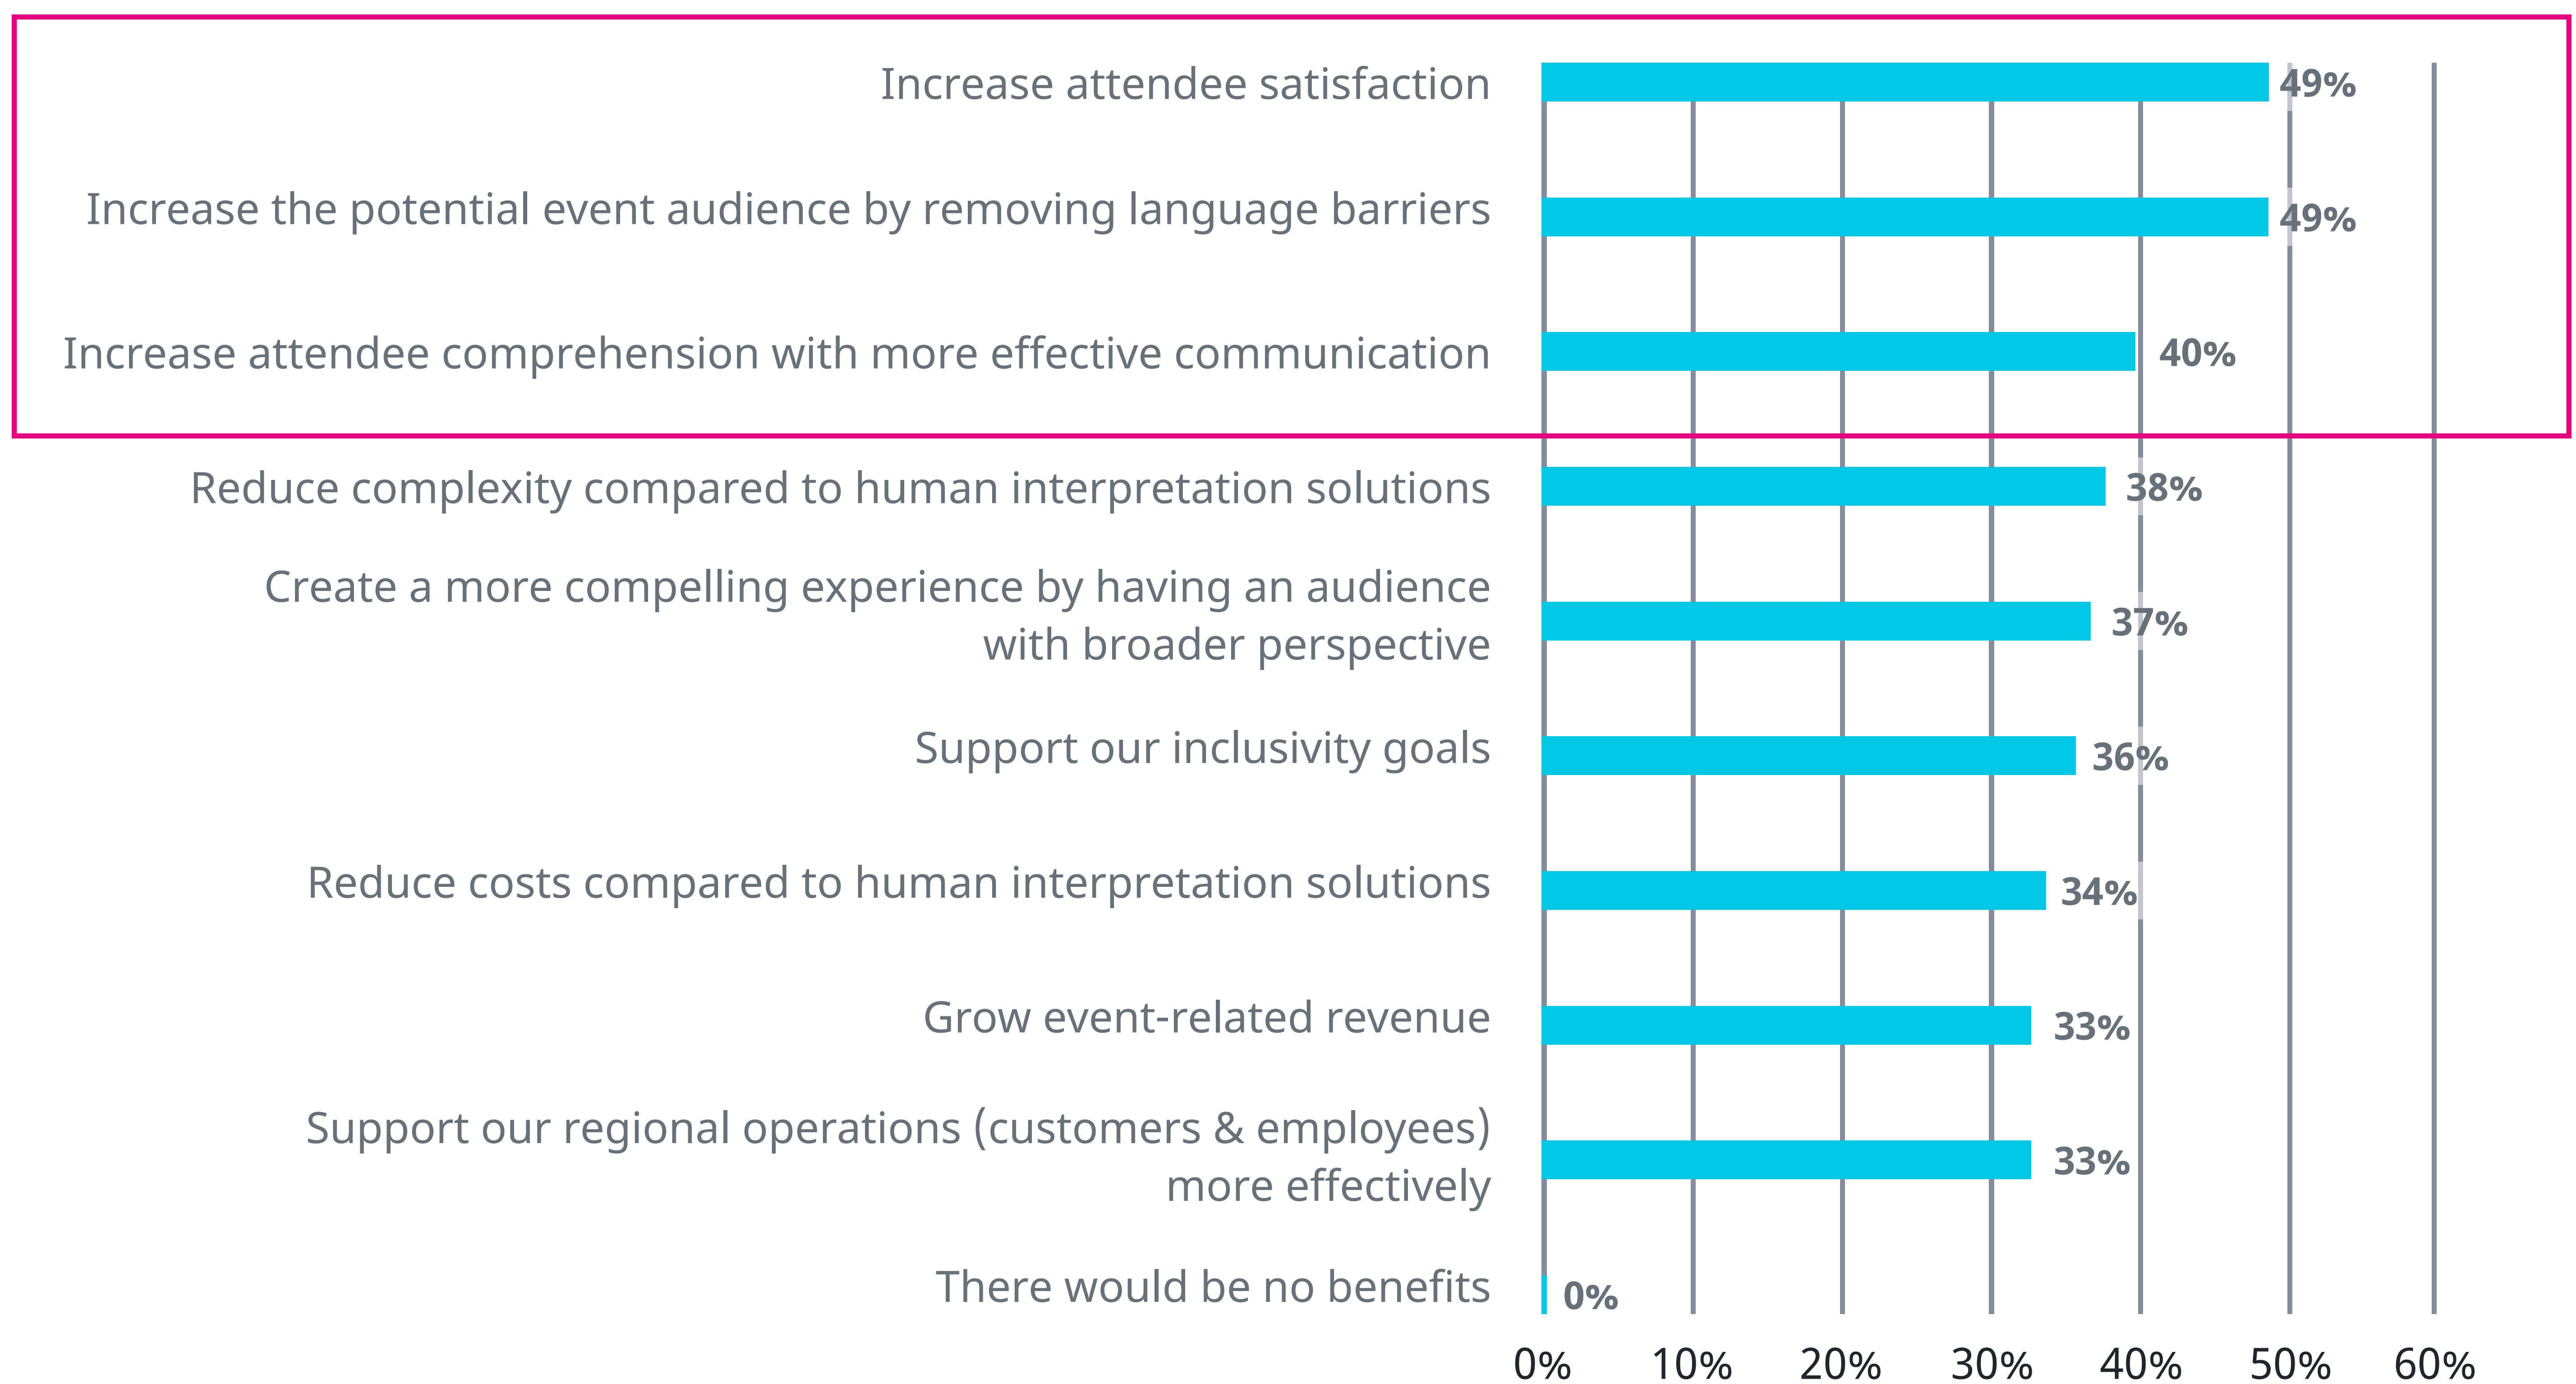 Increase attendee satisfaction
49%
Increase the potential event audience by removing language barriers
49%
Increase attendee comprehension with more effective communication
40%
Reduce complexity compared to human interpretation solutions
38%
Create a more compelling experience by having an audience
with broader perspective
37%
Support our inclusivity goals
36%
Reduce costs compared to human interpretation solutions
34%
Grow event-related revenue
33%
Support our regional operations (customers & employees)
more effectively
33%
There would be no benefits
0%
0% 10% 20% 30% 40% 50% 60%